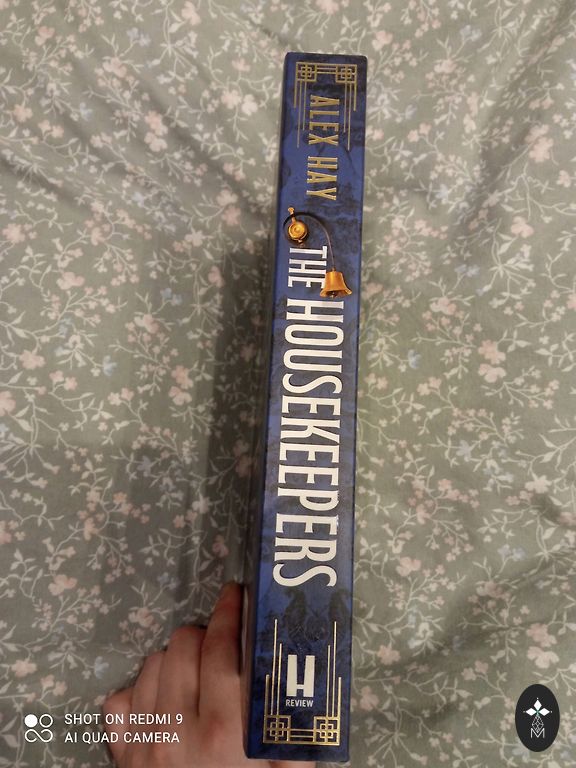 ALEX HAY
THE HOUSEKEEPERS
H
REVIEW
SHOT ON REDMI 9
AI QUAD CAMERA
M